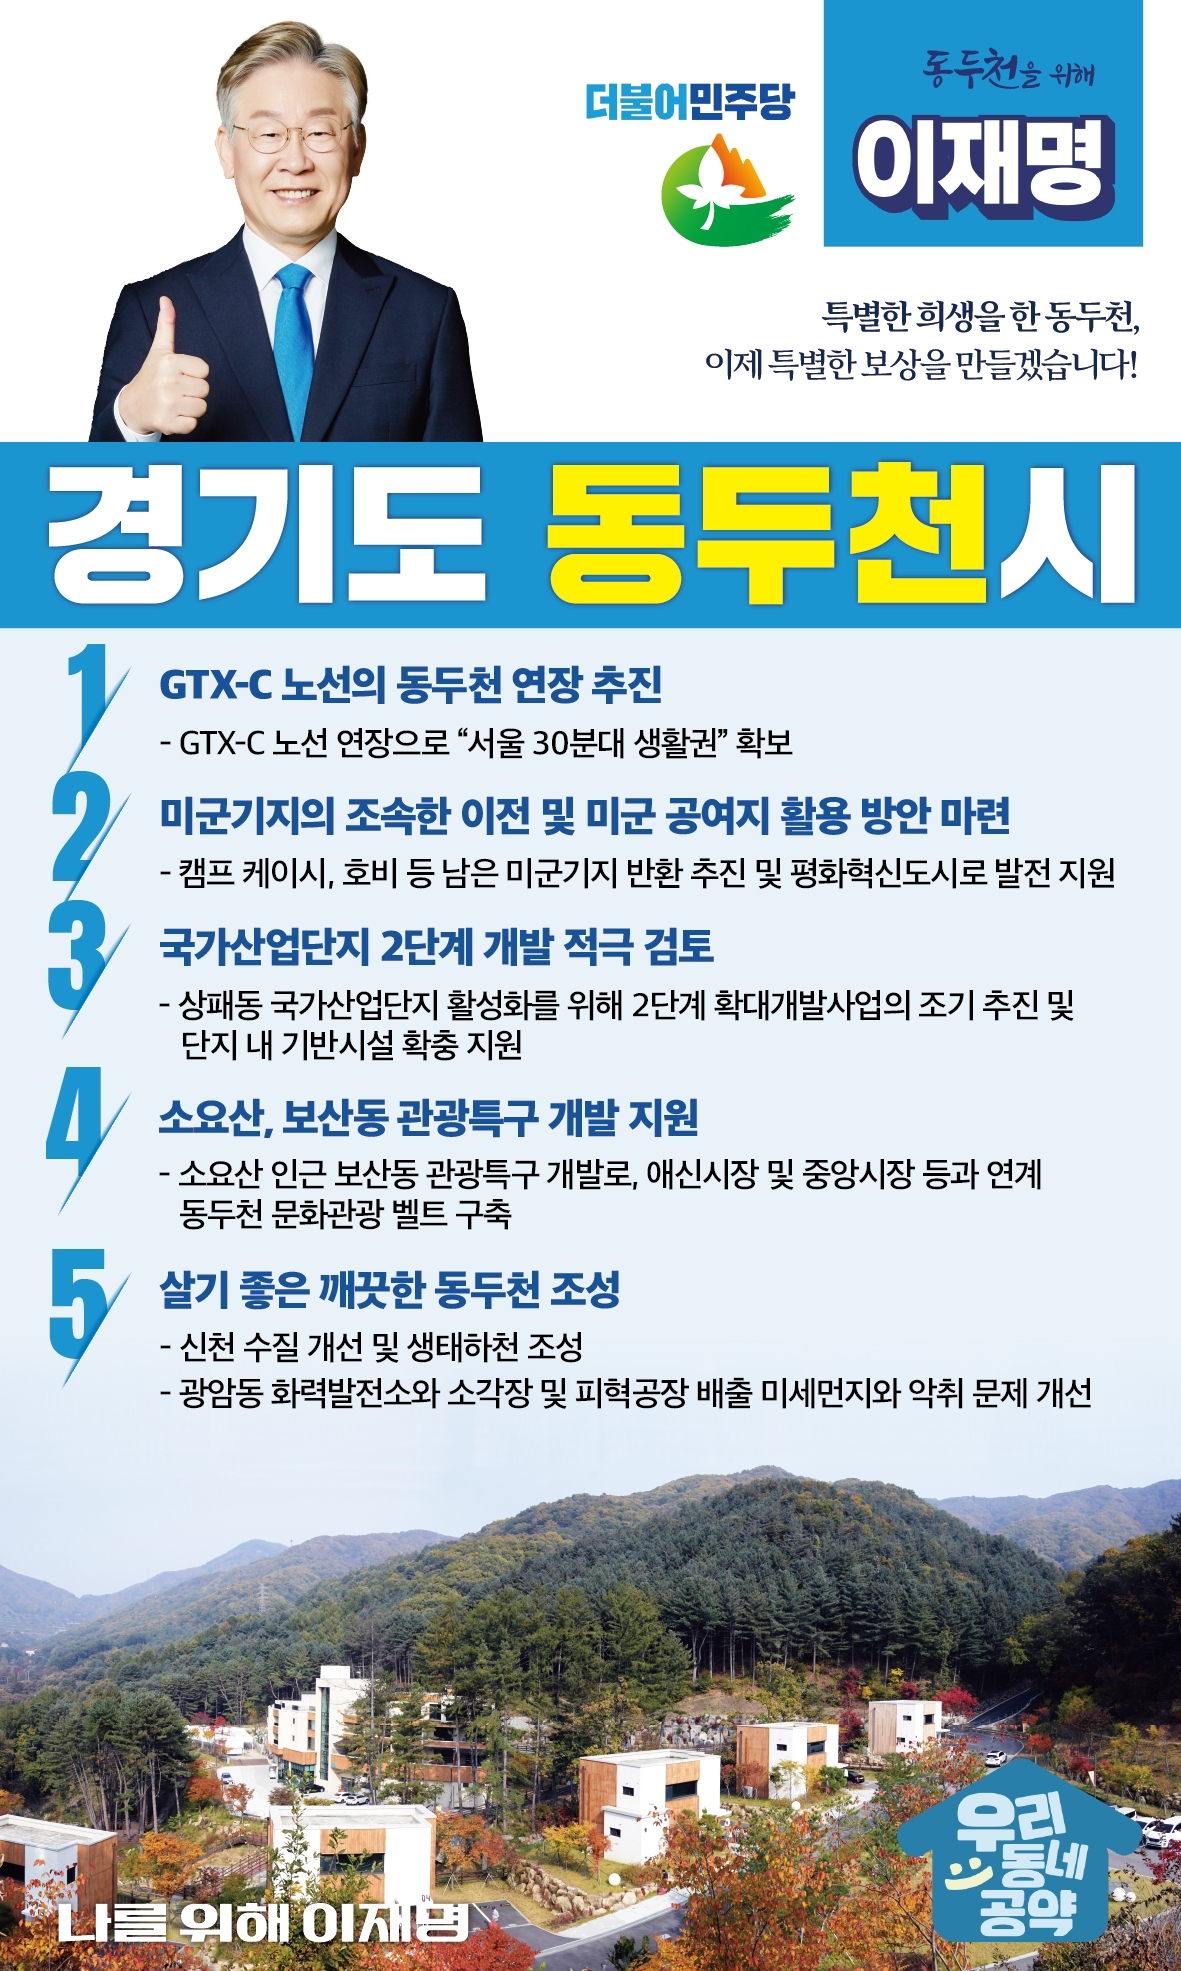 더불어민주당
동두천을 위해
이재명
특별한 희생을 한 동두천,
이제 특별한 보상을 만들겠습니다!
경기도 동두천시
1
GTX-C 노선의 동두천 연장 추진
- GTX-C 노선 연장으로 “서울 30분대 생활권” 확보
2
미군기지의 조속한 이전 및 미군 공여지 활용 방안 마련
- 캠프 케이시, 호비 등 남은 미군기지 반환 추진 및 평화혁신도시로 발전 지원
3
국가산업단지 2단계 개발 적극 검토
- 상패동 국가산업단지 활성화를 위해 2단계 확대개발사업의 조기 추진 및
단지 내 기반시설 확충 지원
4
소요산, 보산동 관광특구 개발 지원
- 소요산 인근 보산동 관광특구 개발로, 애신시장 및 중앙시장 등과 연계
동두천 문화관광 벨트 구축
5
살기 좋은 깨끗한 동두천 조성
- 신천 수질 개선 및 생태하천 조성
- 광암동 화력발전소와 소각장 및 피혁공장 배출 미세먼지와 악취 문제 개선
04
나를 위해 이재명
우리
동네
공약